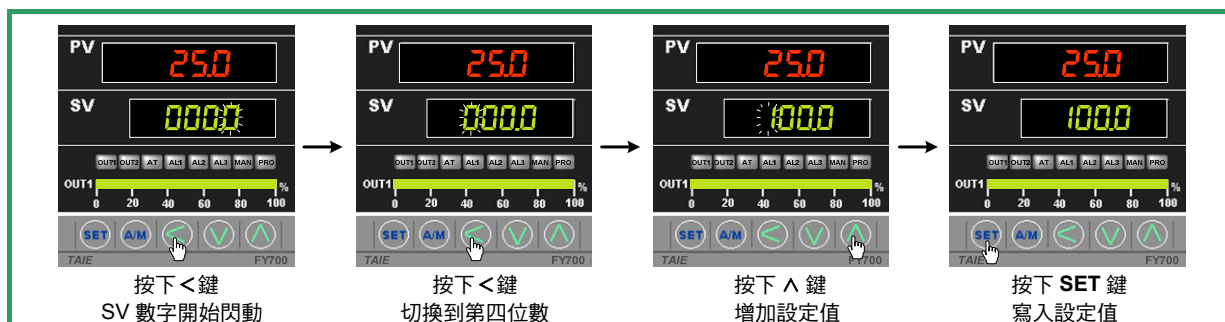 PV 25.0
SV 000.0
OUT1 OUT2 AT AL1 AL2 AL3 MAN PRO
OUT1 %
0 20 40 60 80 100
SET A/M < ∨ ∧
TAIE FY700
按下<鍵
SV 數字開始閃動
PV 25.0
SV 000.0
OUT1 OUT2 AT AL1 AL2 AL3 MAN PRO
OUT1 %
0 20 40 60 80 100
SET A/M < ∨ ∧
TAIE FY700
按下<鍵
切換到第四位數
PV 25.0
SV 100.0
OUT1 OUT2 AT AL1 AL2 AL3 MAN PRO
OUT1 %
0 20 40 60 80 100
SET A/M < ∨ ∧
TAIE FY700
按下 ∧ 鍵
增加設定值
PV 25.0
SV 100.0
OUT1 OUT2 AT AL1 AL2 AL3 MAN PRO
OUT1 %
0 20 40 60 80 100
SET A/M < ∨ ∧
TAIE FY700
按下 SET 鍵
寫入設定值